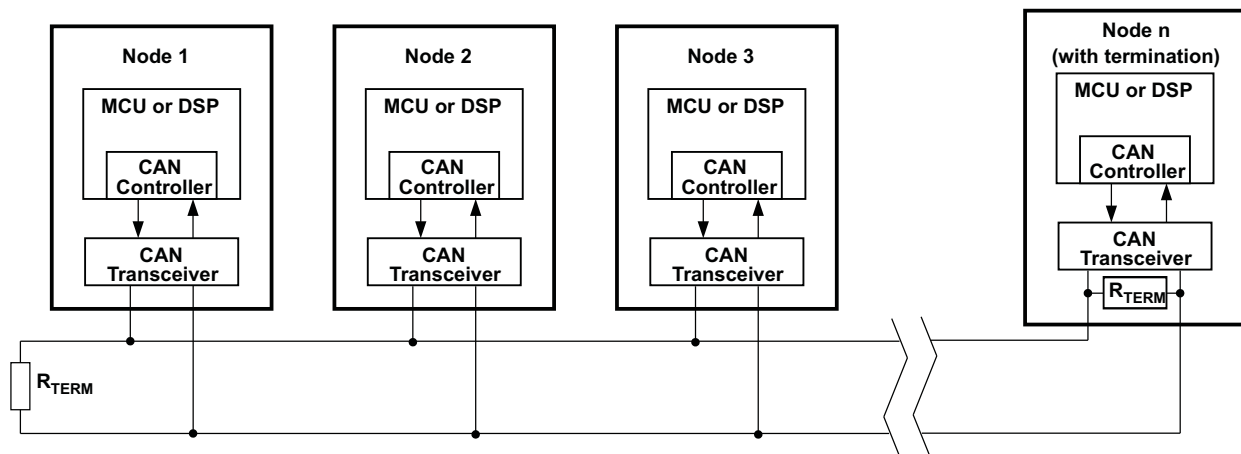 Node 1
MCU or DSP
CAN
Controller
CAN
Transceiver
Node 2
MCU or DSP
CAN
Controller
CAN
Transceiver
Node 3
MCU or DSP
CAN
Controller
CAN
Transceiver
Node n
(with termination)
MCU or DSP
CAN
Controller
CAN
Transceiver
RTERM
RTERM